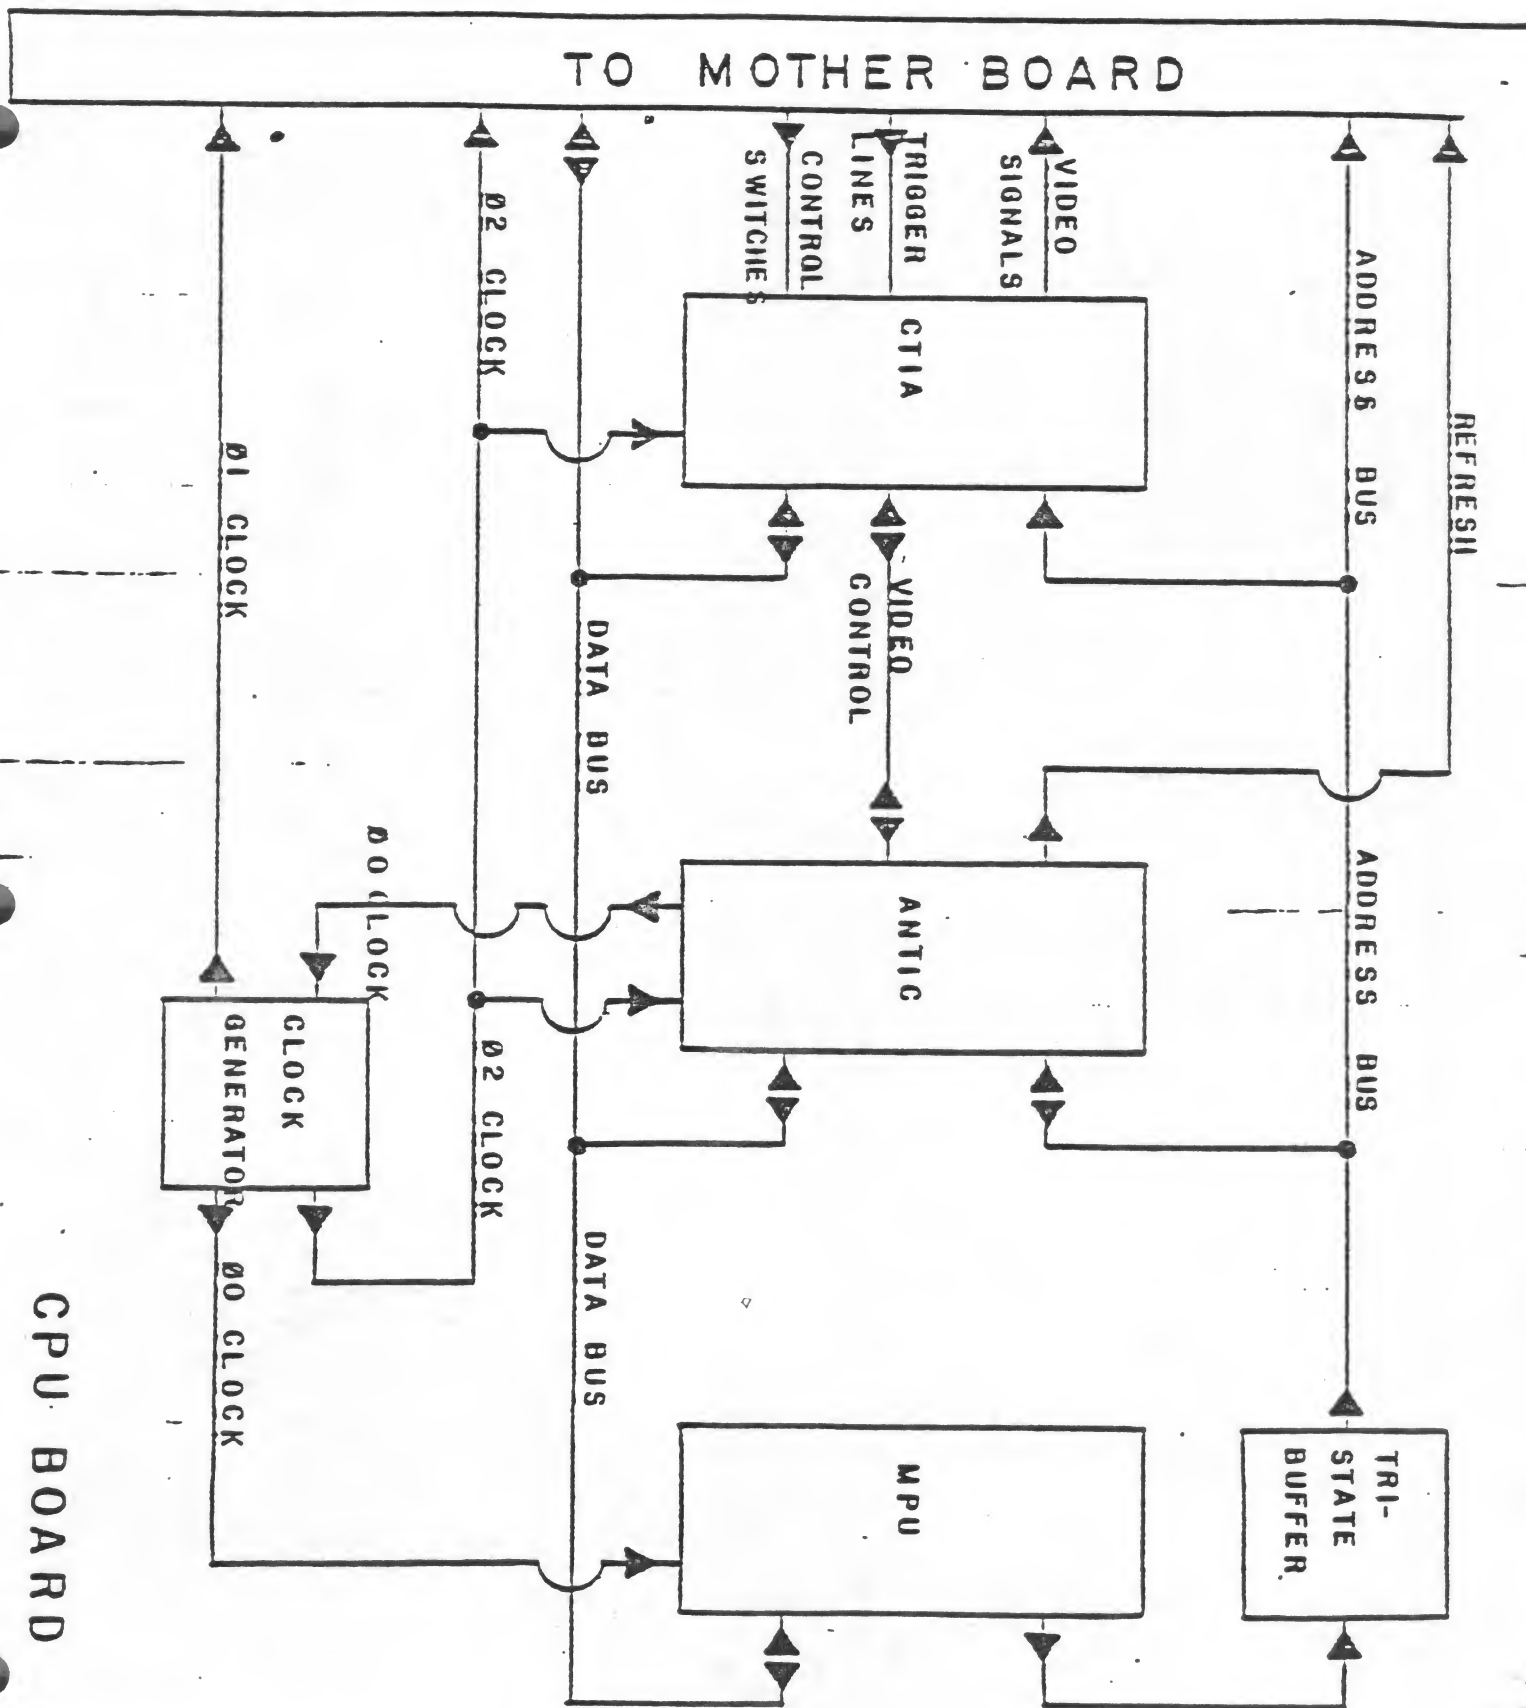 TO MOTHER BOARD
CONTROL
SWITCHES
TRIGGER
LINES
VIDEO
SIGNALS
ADDRESS BUS
REFRESH
Ø2 CLOCK
Ø1 CLOCK
CTIA
DATA BUS
VIDEO
CONTROL
ADDRESS BUS
Ø0 CLOCK
ANTIC
CLOCK
GENERATOR
Ø2 CLOCK
DATA BUS
Ø0 CLOCK
MPU
TRI-
STATE
BUFFER
CPU BOARD